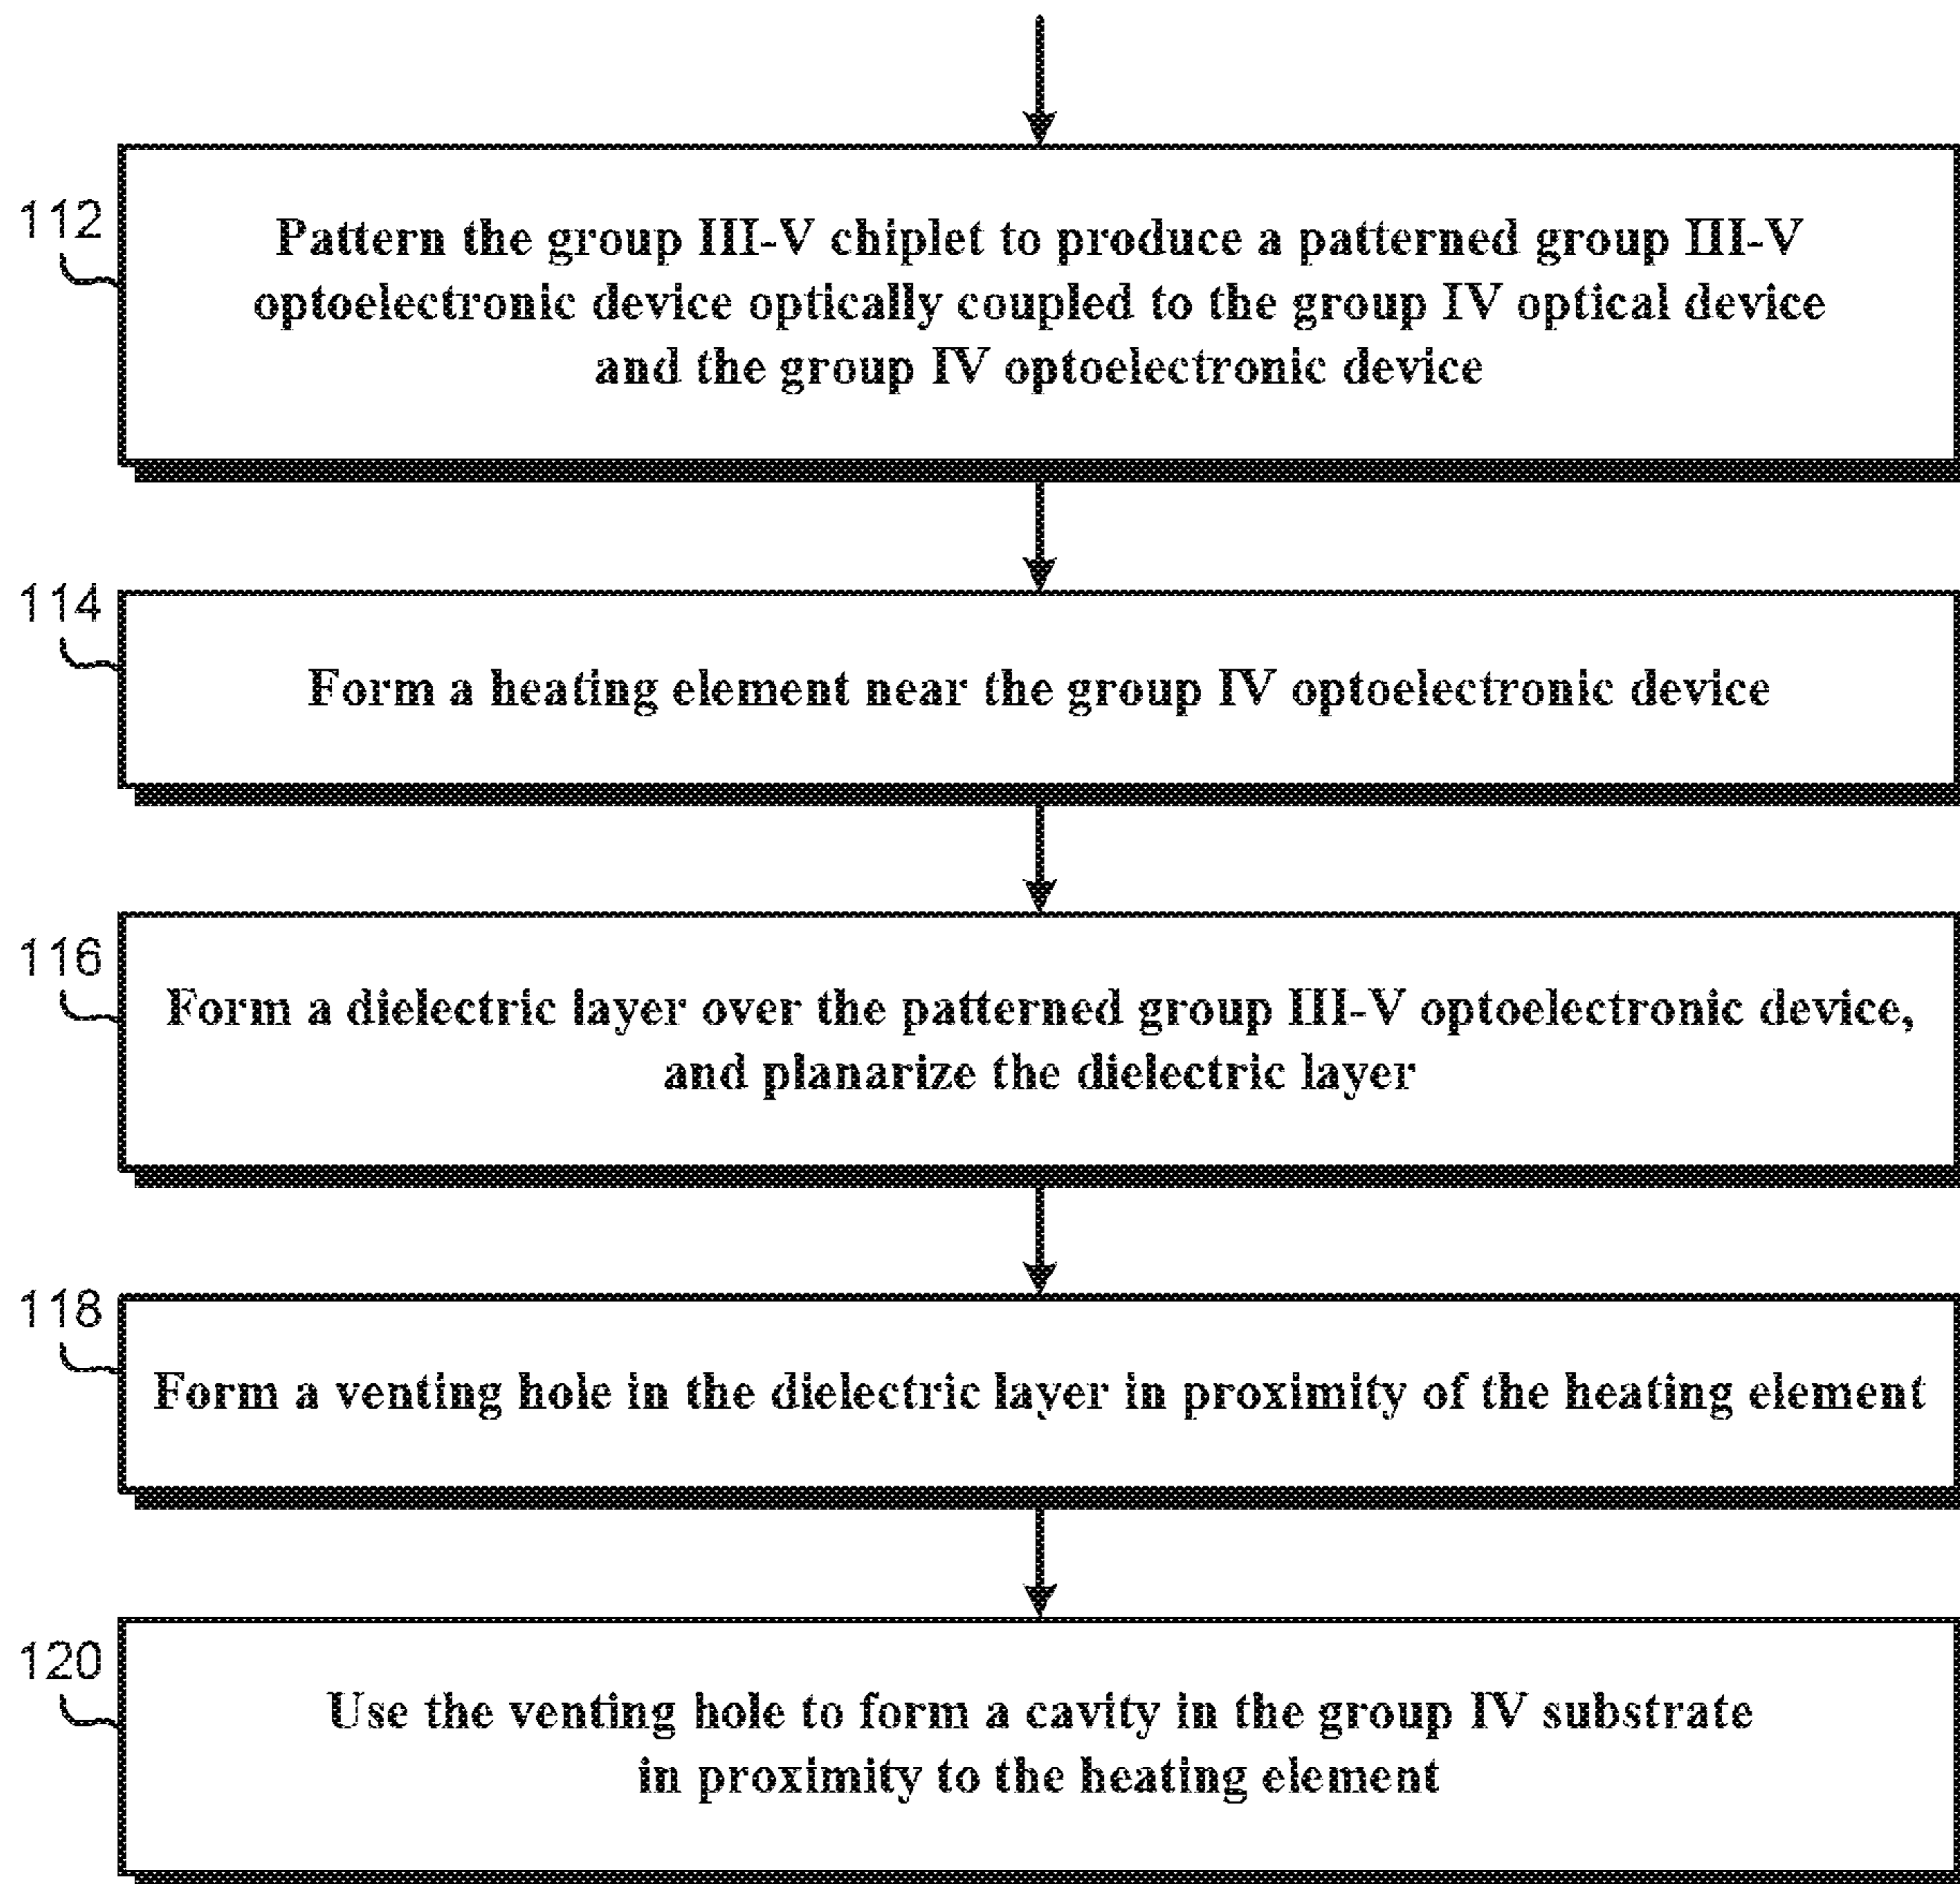 112
Pattern the group III-V chiplet to produce a patterned group III-V
optoelectronic device optically coupled to the group IV optical device
and the group IV optoelectronic device
114
Form a heating element near the group IV optoelectronic device
116
Form a dielectric layer over the patterned group III-V optoelectronic device,
and planarize the dielectric layer
118
Form a venting hole in the dielectric layer in proximity of the heating element
120
Use the venting hole to form a cavity in the group IV substrate
in proximity to the heating element